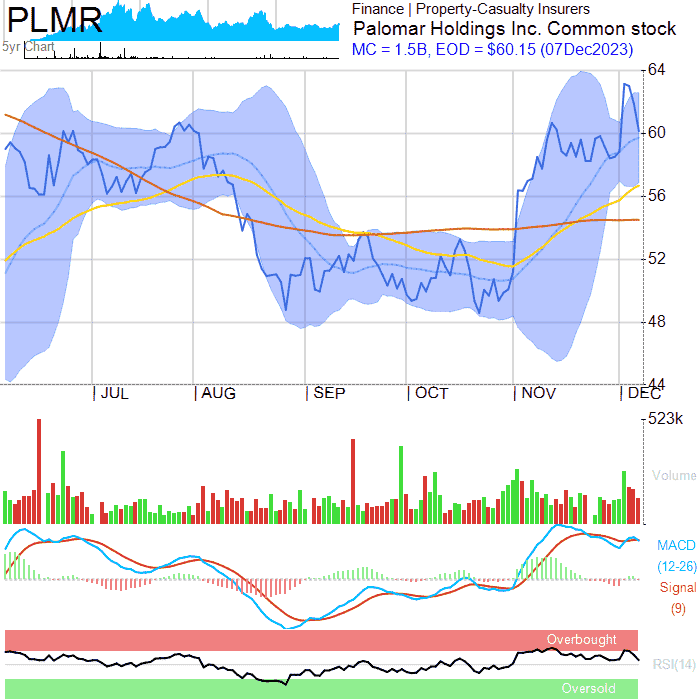 PLMR
5yr Chart
Finance | Property-Casualty Insurers
Palomar Holdings Inc. Common stock
MC = 1.5B, EOD = $60.15 (07Dec2023)
64
60
56
52
48
44
JUL AUG SEP OCT NOV DEC
523k
Volume
MACD
(12-26)
Signal
(9)
Overbought
RSI(14)
Oversold